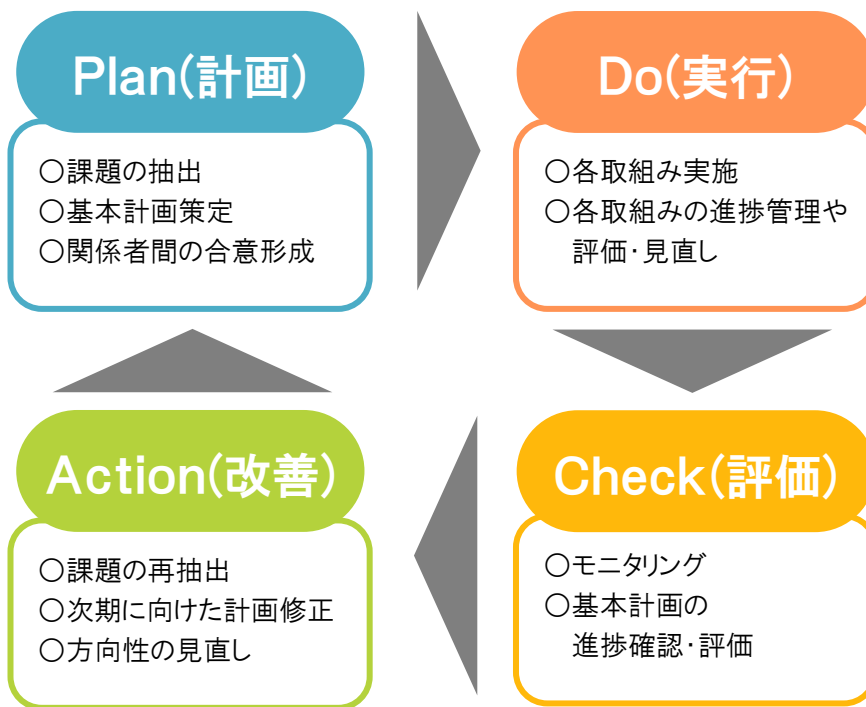 Plan(計画)
○課題の抽出
○基本計画策定
○関係者間の合意形成
Do(実行)
○各取組み実施
○各取組みの進捗管理や
評価・見直し
Action(改善)
○課題の再抽出
○次期に向けた計画修正
○方向性の見直し
Check(評価)
○モニタリング
○基本計画の
進捗確認・評価